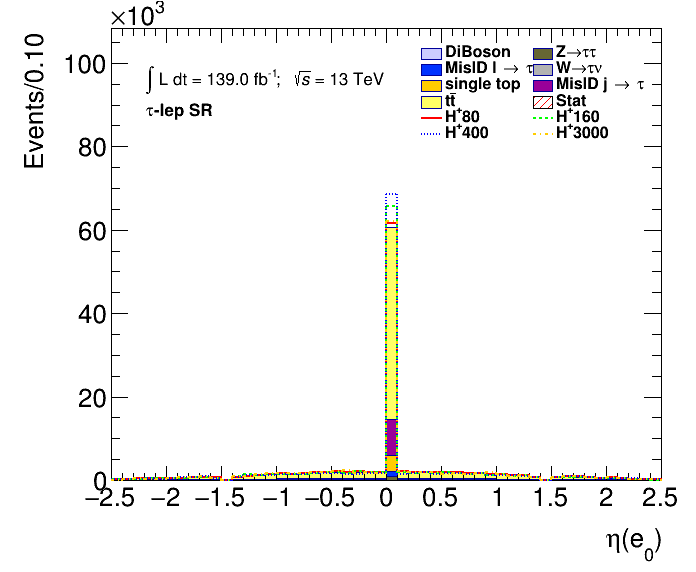 ×10³
Events/0.10
100
80
60
40
20
0
∫ L dt = 139.0 fb⁻¹; √s = 13 TeV
τ-lep SR
DiBoson
Z→ττ
MisID l → τ
W→τν
single top
MisID j → τ
tt̄
Stat
H⁺80
H⁺160
H⁺400
H⁺3000
−2.5 −2 −1.5 −1 −0.5 0 0.5 1 1.5 2 2.5
η(e₀)